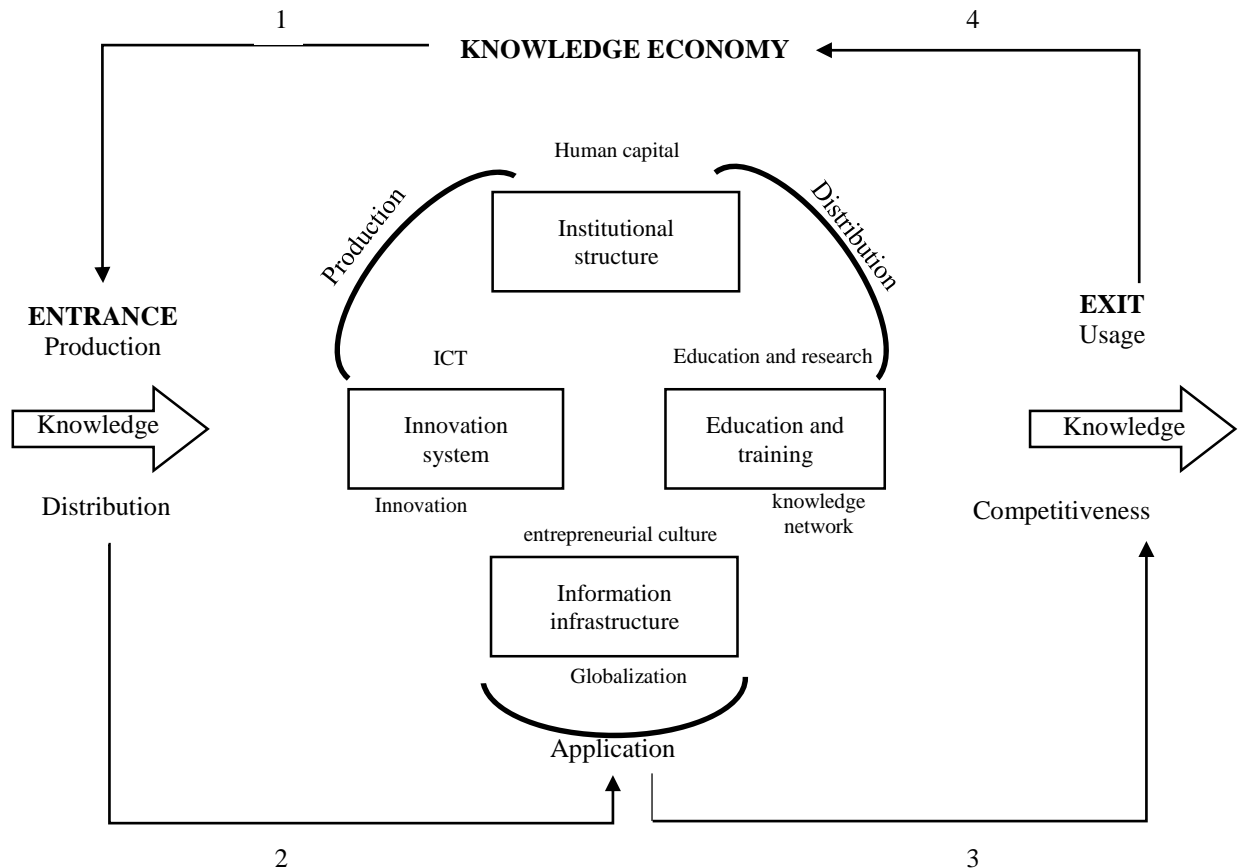 1
4
KNOWLEDGE ECONOMY
Human capital
Production
Distribution
Institutional
structure
ENTRANCE
Production
EXIT
Usage
ICT
Education and research
Knowledge
Innovation
system
Education and
training
Knowledge
Distribution
Innovation
knowledge
network
Competitiveness
entrepreneurial culture
Information
infrastructure
Globalization
Application
2
3